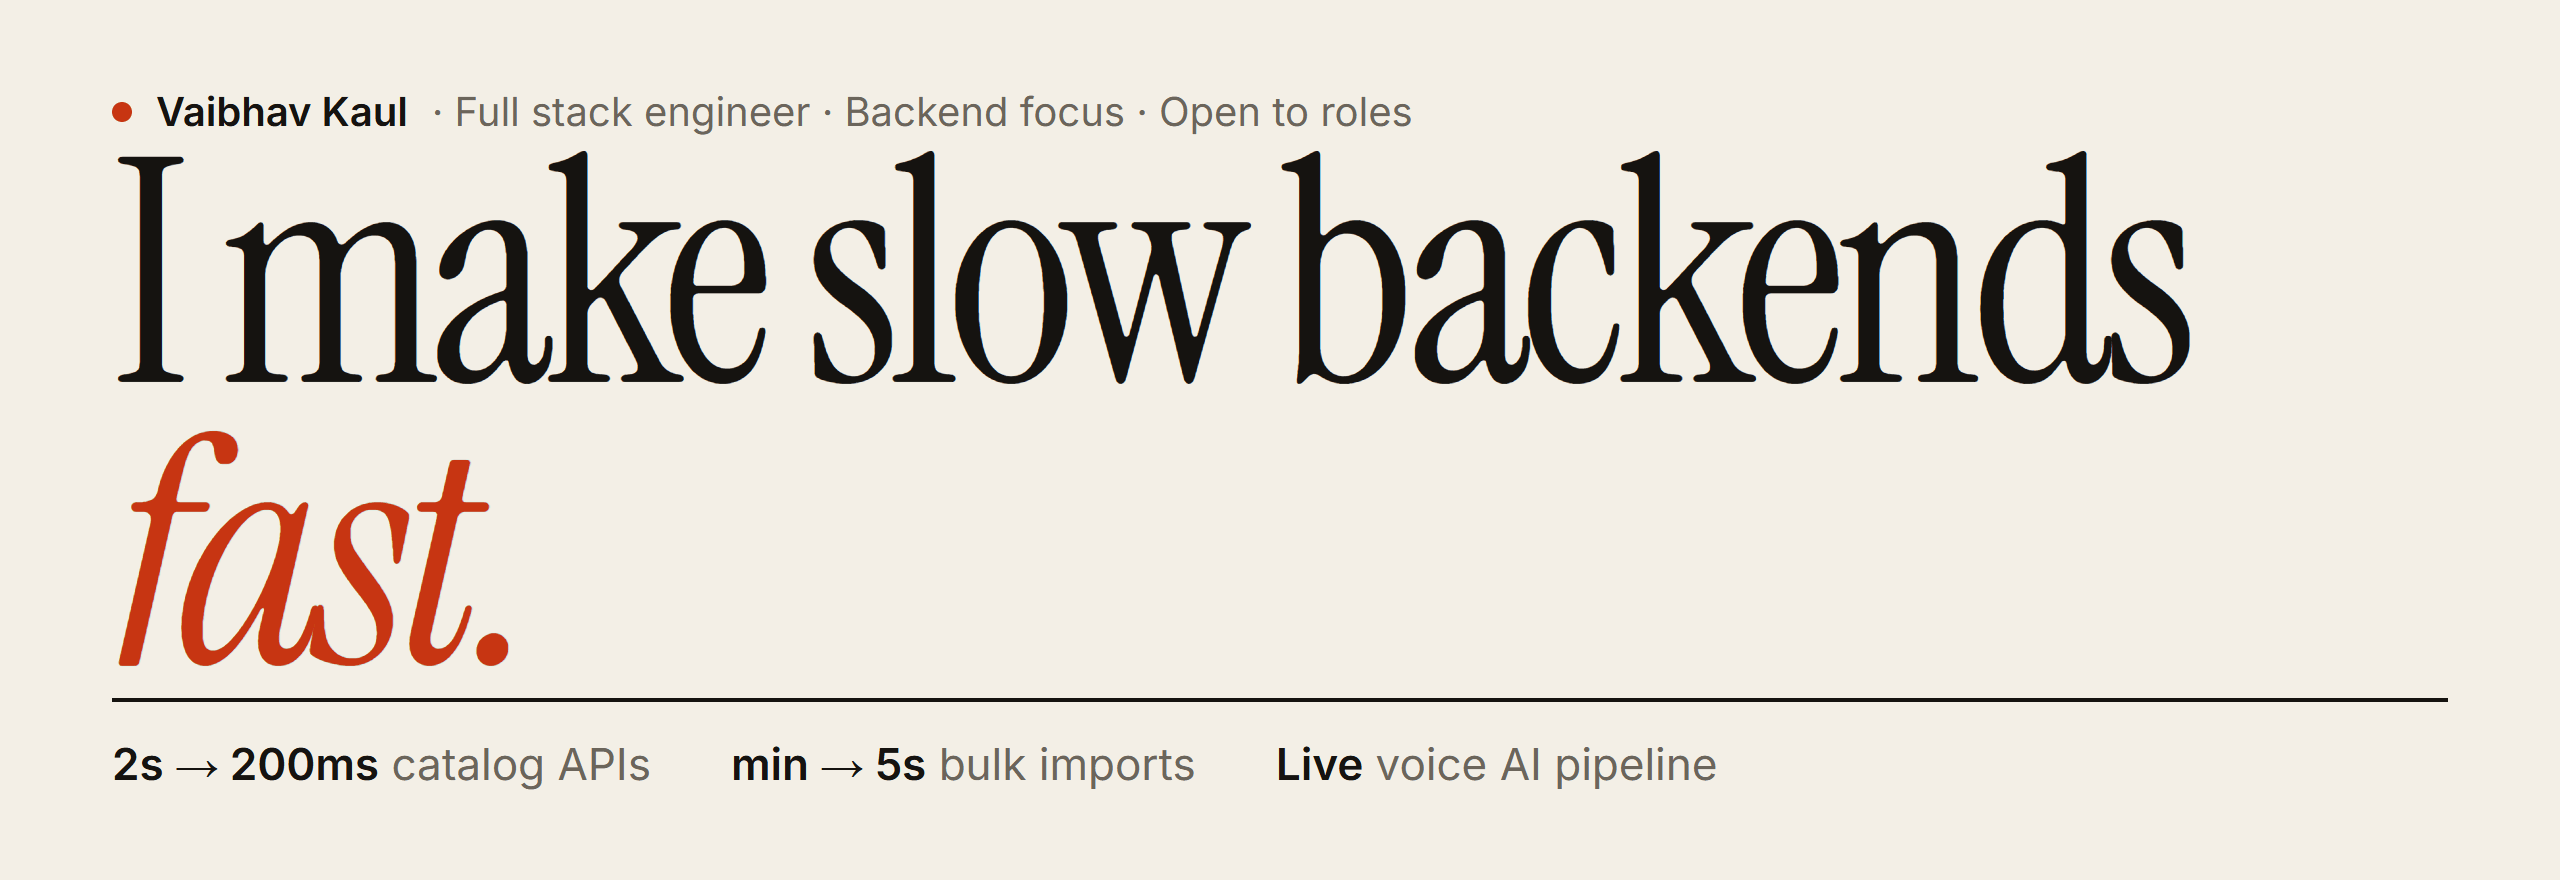 Vaibhav Kaul · Full stack engineer · Backend focus · Open to roles
I make slow backends
fast.
2s → 200ms catalog APIs min → 5s bulk imports Live voice AI pipeline